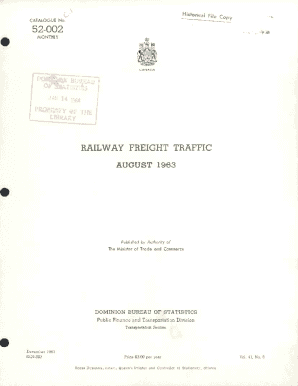 CATALOGUE No.
52-002
MONTHLY
Historical File Copy
CANADA
DOMINION BUREAU
OF STATISTICS
PROPERTY OF THE
LIBRARY
RAILWAY FREIGHT TRAFFIC
AUGUST 1963
Published by Authority of
The Minister of Trade and Commerce
DOMINION BUREAU OF STATISTICS
Public Finance and Transportation Division
Transportation Section
December 1963
Price $3.00 per year
Vol. 41, No. 8